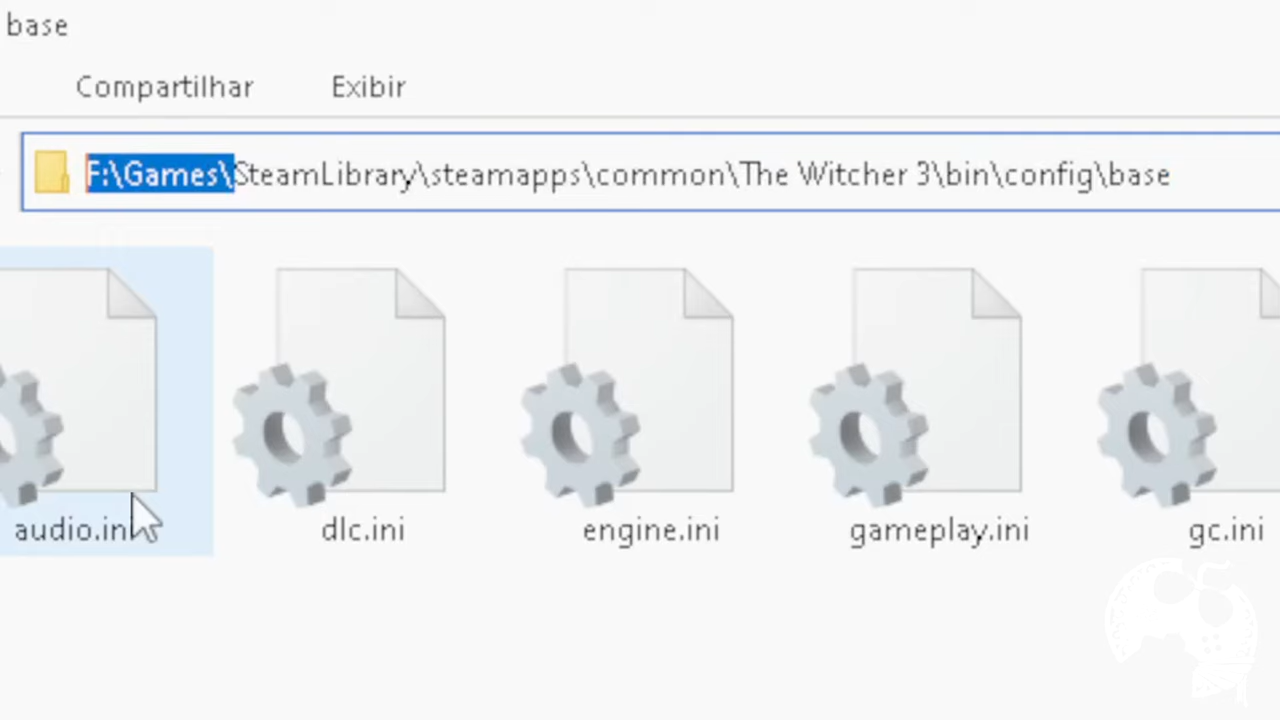 base
Compartilhar Exibir
F:\Games\SteamLibrary\steamapps\common\The Witcher 3\bin\config\base
audio.ini dlc.ini engine.ini gameplay.ini gc.ini